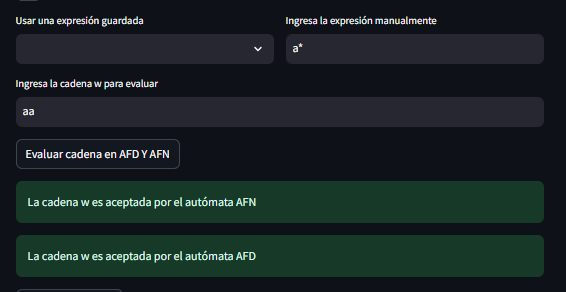 Usar una expresión guardada
Ingresa la expresión manualmente
a*
Ingresa la cadena w para evaluar
aa
Evaluar cadena en AFD Y AFN
La cadena w es aceptada por el autómata AFN
La cadena w es aceptada por el autómata AFD